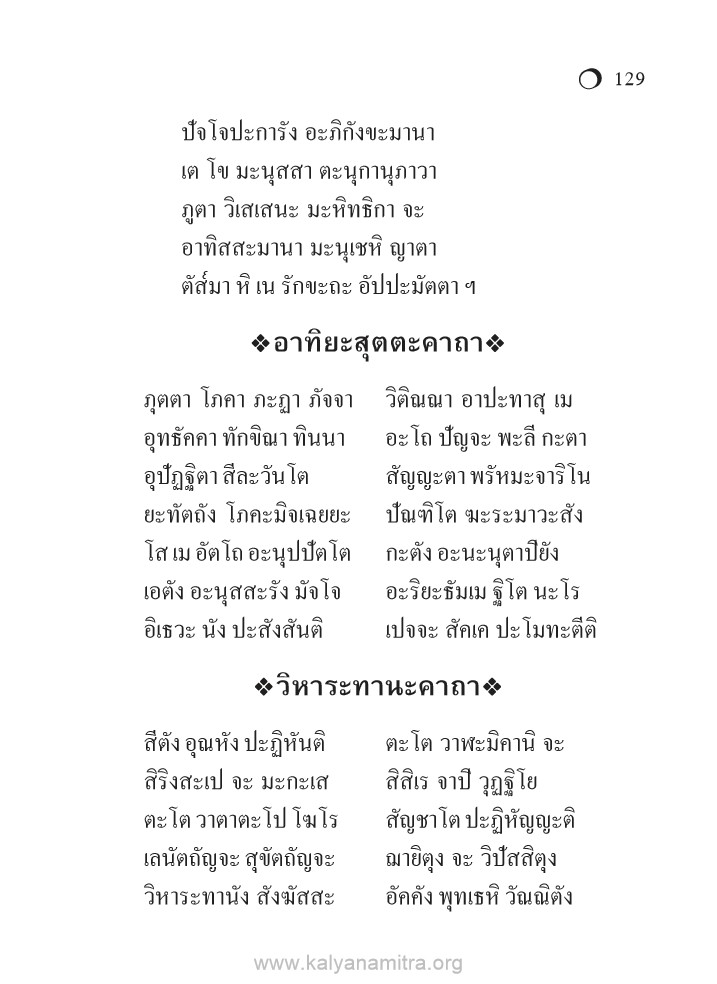 129
ปัจโจปะการัง อะภิกังขะมานา
เต โข มะนุสสา ตะนุกานุภาวา
ภูตา วิเสเสนะ มะหิทธิกา จะ
อาทิสสะมานา มะนุเชหิ ญาตา
ตัส๎มา หิ เน รักขะถะ อัปปะมัตตา ฯ
❖อาทิยะสุตตะคาถา❖
ภุตตา โภคา ภะฏา ภัจจา วิติณณา อาปะทาสุ เม
อุทธัคคา ทักขิณา ทินนา อะโถ ปัญจะ พะลี กะตา
อุปัฏฐิตา สีละวันโต สัญญะตา พรัหมะจาริโน
ยะทัตถัง โภคะมิจเฉยยะ ปัณฑิโต ฆะระมาวะสัง
โส เม อัตโถ อะนุปปัตโต กะตัง อะนะนุตาปิยัง
เอตัง อะนุสสะรัง มัจโจ อะริยะธัมเม ฐิโต นะโร
อิเธวะ นัง ปะสังสันติ เปจจะ สัคเค ปะโมทะตีติ
❖วิหาระทานะคาถา❖
สีตัง อุณหัง ปะฏิหันติ ตะโต วาฬะมิคานิ จะ
สิริงสะเป จะ มะกะเส สิสิเร จาปิ วุฏฐิโย
ตะโต วาตาตะโป โฆโร สัญชาโต ปะฏิหัญญะติ
เลนัตถัญจะ สุขัตถัญจะ ฌายิตุง จะ วิปัสสิตุง
วิหาระทานัง สังฆัสสะ อัคคัง พุทเธหิ วัณณิตัง
www.kalyanamitra.org